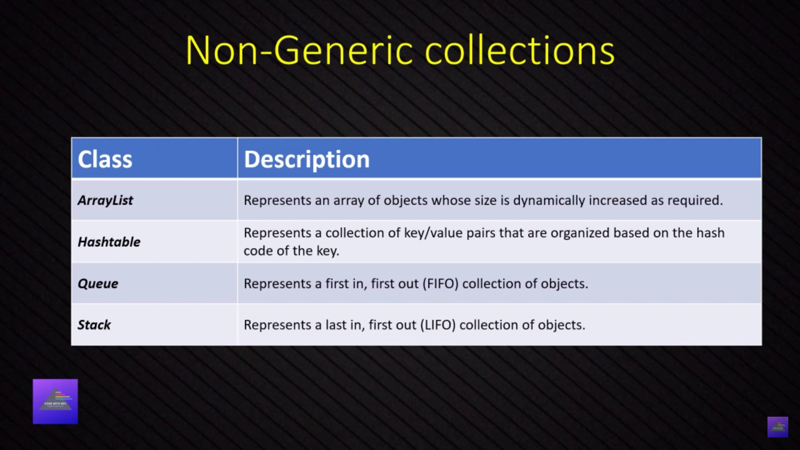 Non-Generic collections
Class Description
ArrayList Represents an array of objects whose size is dynamically increased as required.
Hashtable Represents a collection of key/value pairs that are organized based on the hash
code of the key.
Queue Represents a first in, first out (FIFO) collection of objects.
Stack Represents a last in, first out (LIFO) collection of objects.